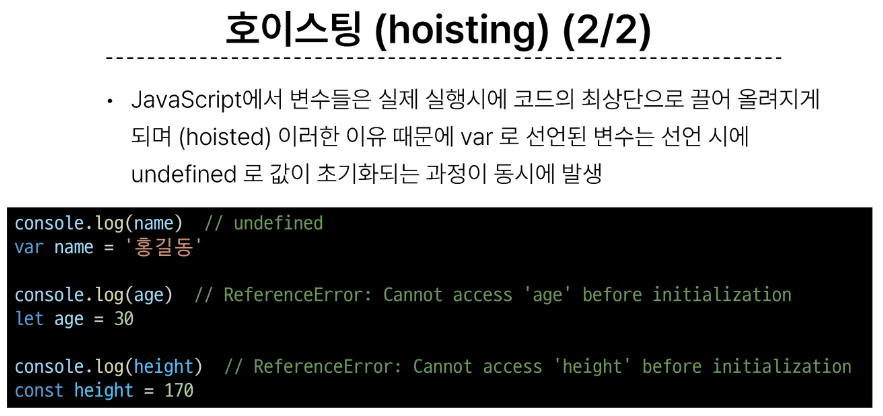 호이스팅 (hoisting) (2/2)
• JavaScript에서 변수들은 실제 실행시에 코드의 최상단으로 끌어 올려지게
되며 (hoisted) 이러한 이유 때문에 var 로 선언된 변수는 선언 시에
undefined 로 값이 초기화되는 과정이 동시에 발생
console.log(name)  // undefined
var name = '홍길동'
console.log(age)  // ReferenceError: Cannot access 'age' before initialization
let age = 30
console.log(height)  // ReferenceError: Cannot access 'height' before initialization
const height = 170